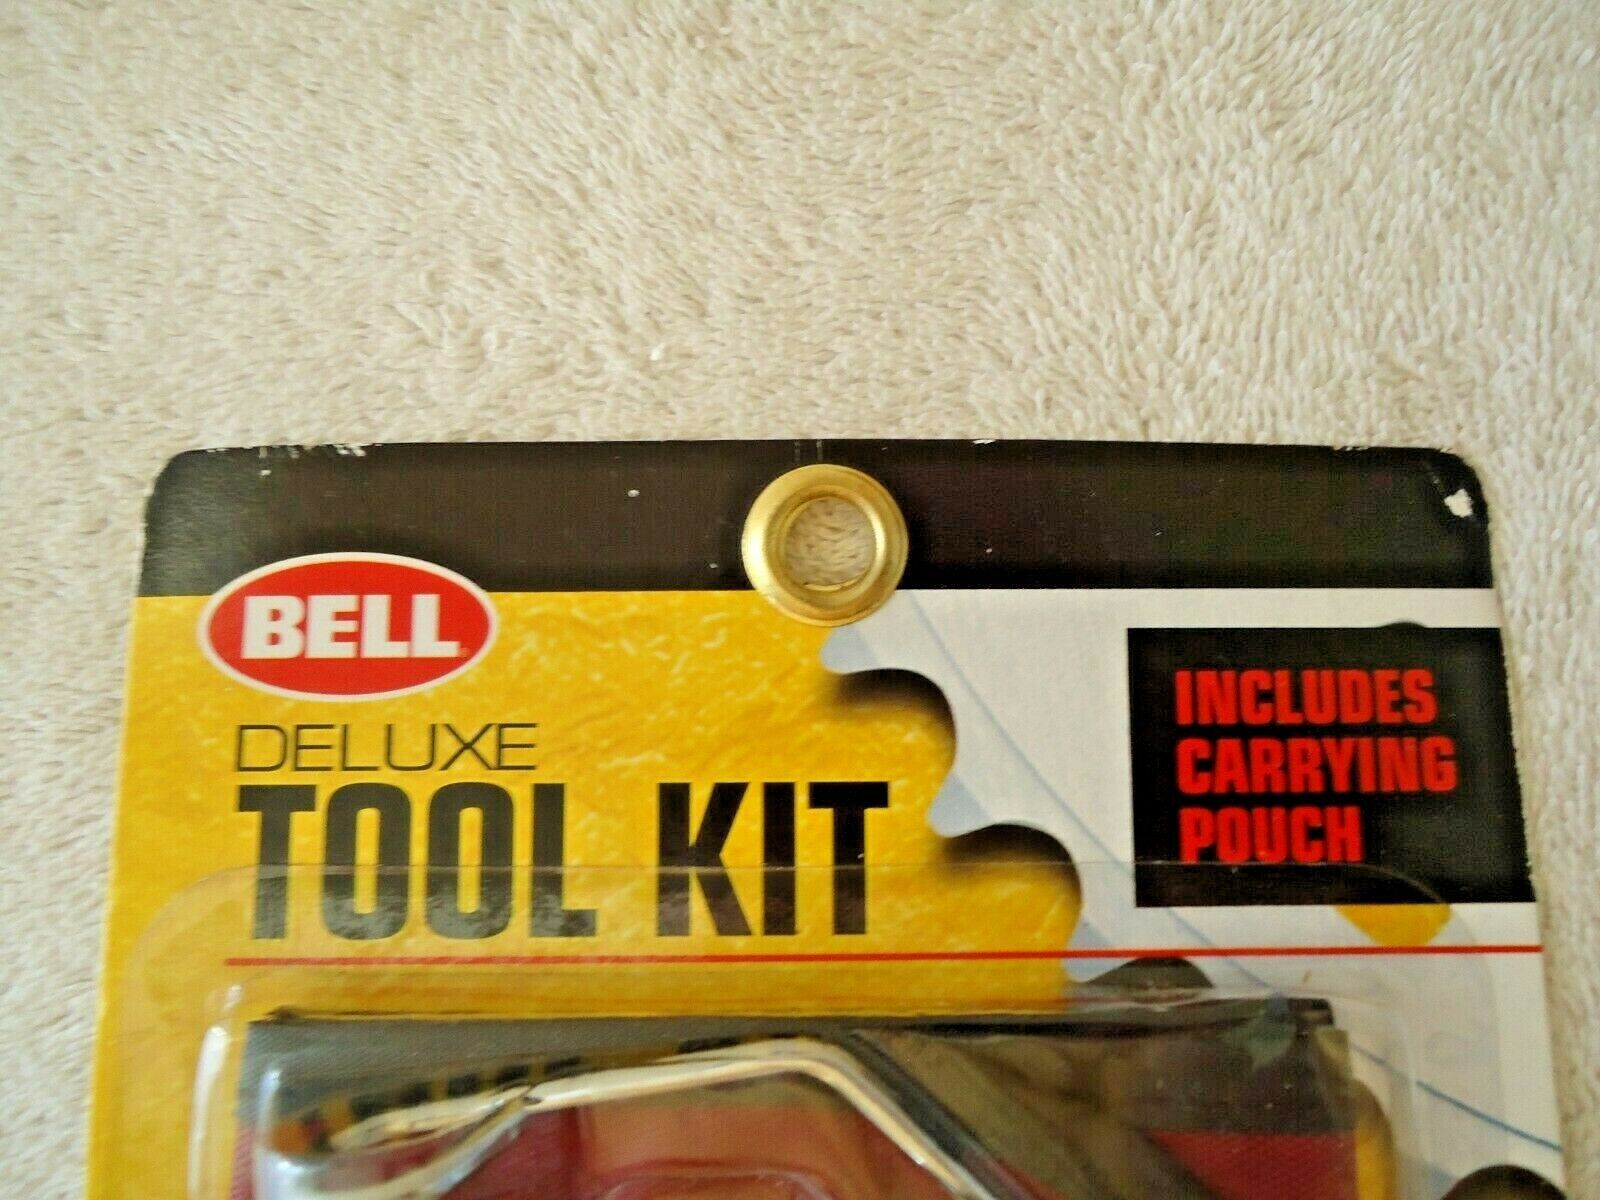 BELL
DELUXE
TOOL KIT
INCLUDES
CARRYING
POUCH